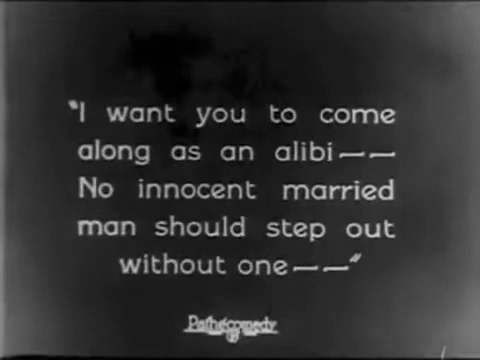 "I want you to come
along as an alibi——
No innocent married
man should step out
without one——"
Pathécomedy